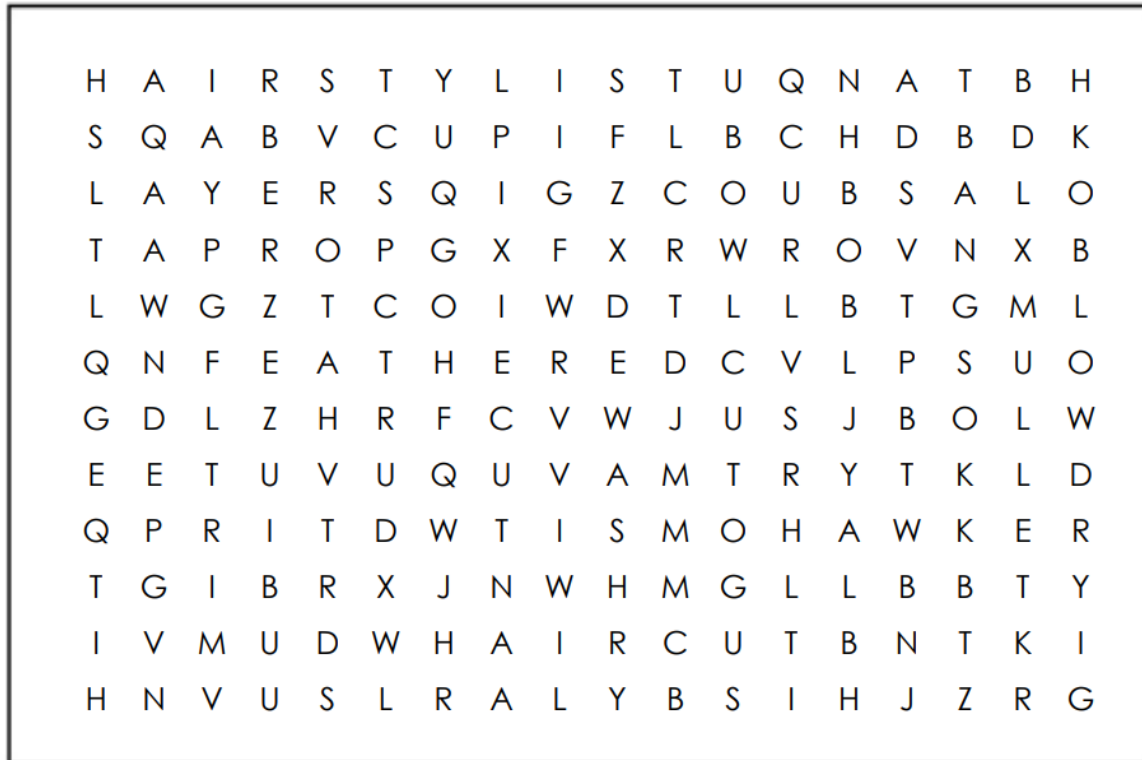 H A I R S T Y L I S T U Q N A T B H
S Q A B V C U P I F L B C H D B D K
L A Y E R S Q I G Z C O U B S A L O
T A P R O P G X F X R W R O V N X B
L W G Z T C O I W D T L L B T G M L
Q N F E A T H E R E D C V L P S U O
G D L Z H R F C V W J U S J B O L W
E E T U V U Q U V A M T R Y T K L D
Q P R I T D W T I S M O H A W K E R
T G I B R X J N W H M G L L B B T Y
I V M U D W H A I R C U T B N T K I
H N V U S L R A L Y B S I H J Z R G